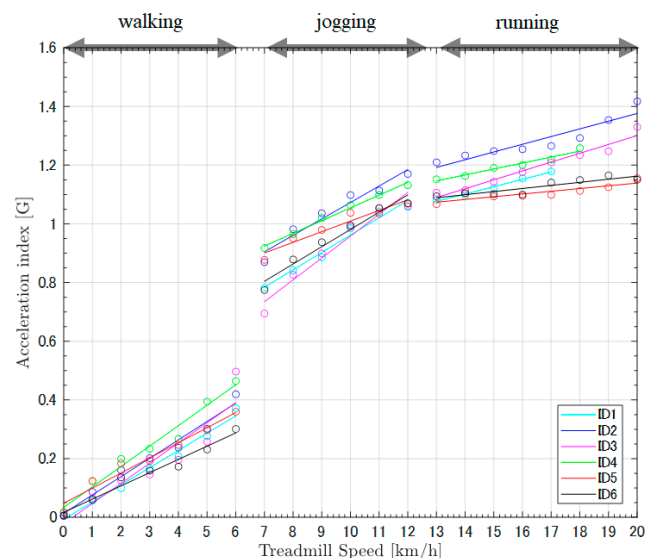 walking jogging running
1.6
1.4
1.2
1
0.8
0.6
0.4
0.2
0
Acceleration index [G]
ID1
ID2
ID3
ID4
ID5
ID6
0 1 2 3 4 5 6 7 8 9 10 11 12 13 14 15 16 17 18 19 20
Treadmill Speed [km/h]